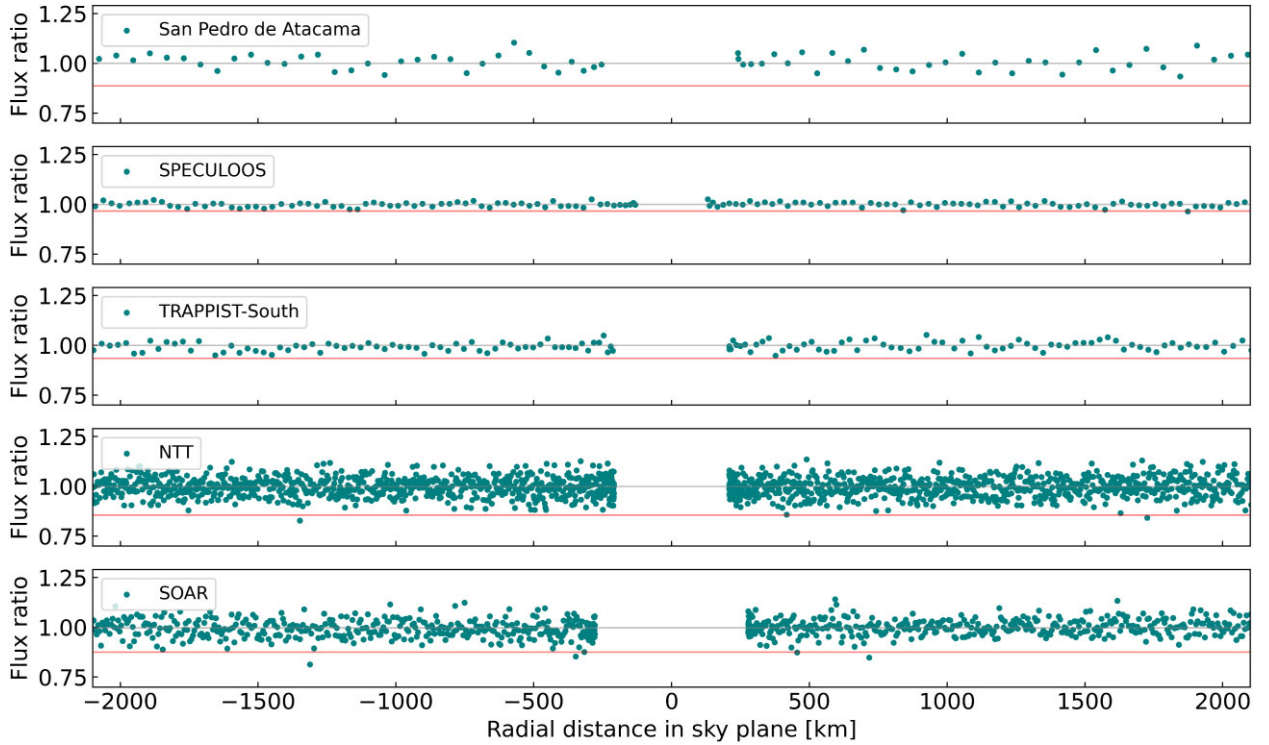 1.25
San Pedro de Atacama
1.00
0.75
Flux ratio
1.25
SPECULOOS
1.00
0.75
Flux ratio
1.25
TRAPPIST-South
1.00
0.75
Flux ratio
1.25
NTT
1.00
0.75
Flux ratio
1.25
SOAR
1.00
0.75
Flux ratio
−2000 −1500 −1000 −500 0 500 1000 1500 2000
Radial distance in sky plane [km]